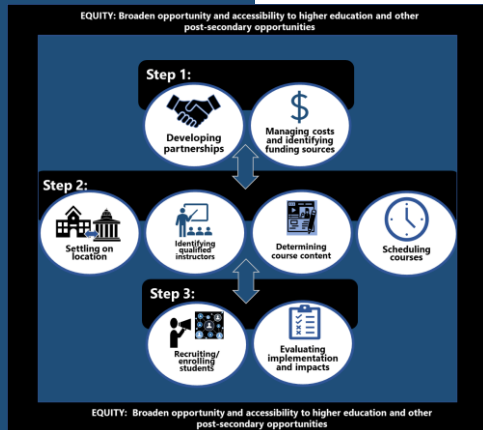 EQUITY: Broaden opportunity and accessibility to higher education and other
post-secondary opportunities
Step 1:
Developing
partnerships
$
Managing costs
and identifying
funding sources
Step 2:
Settling on
location
Identifying
qualified
instructors
Determining
course content
Scheduling
courses
Step 3:
Recruiting/
enrolling
students
Evaluating
implementation
and impacts
EQUITY: Broaden opportunity and accessibility to higher education and other
post-secondary opportunities